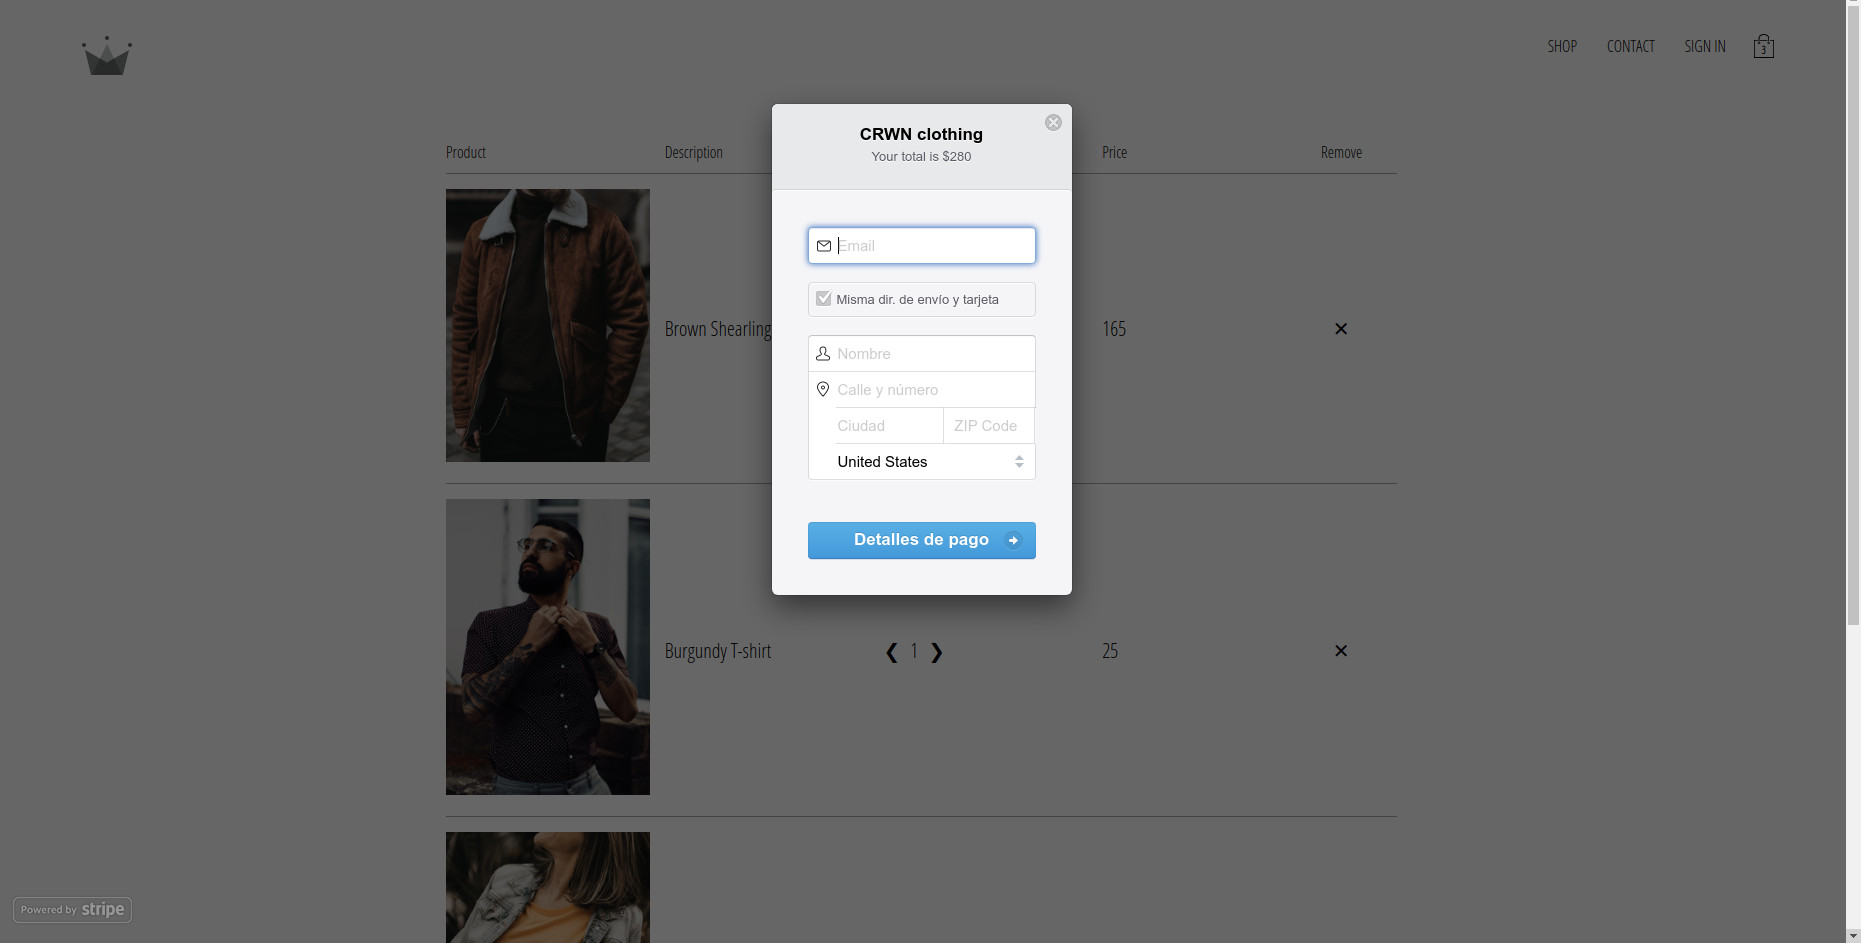 SHOP
CONTACT
SIGN IN
3
CRWN clothing
Your total is $280
Product
Description
Price
Remove
Email
Misma dir. de envío y tarjeta
Brown Shearling
165
✕
Nombre
Calle y número
Ciudad
ZIP Code
United States
Detalles de pago
Burgundy T-shirt
❮ 1 ❯
25
✕
Powered by stripe